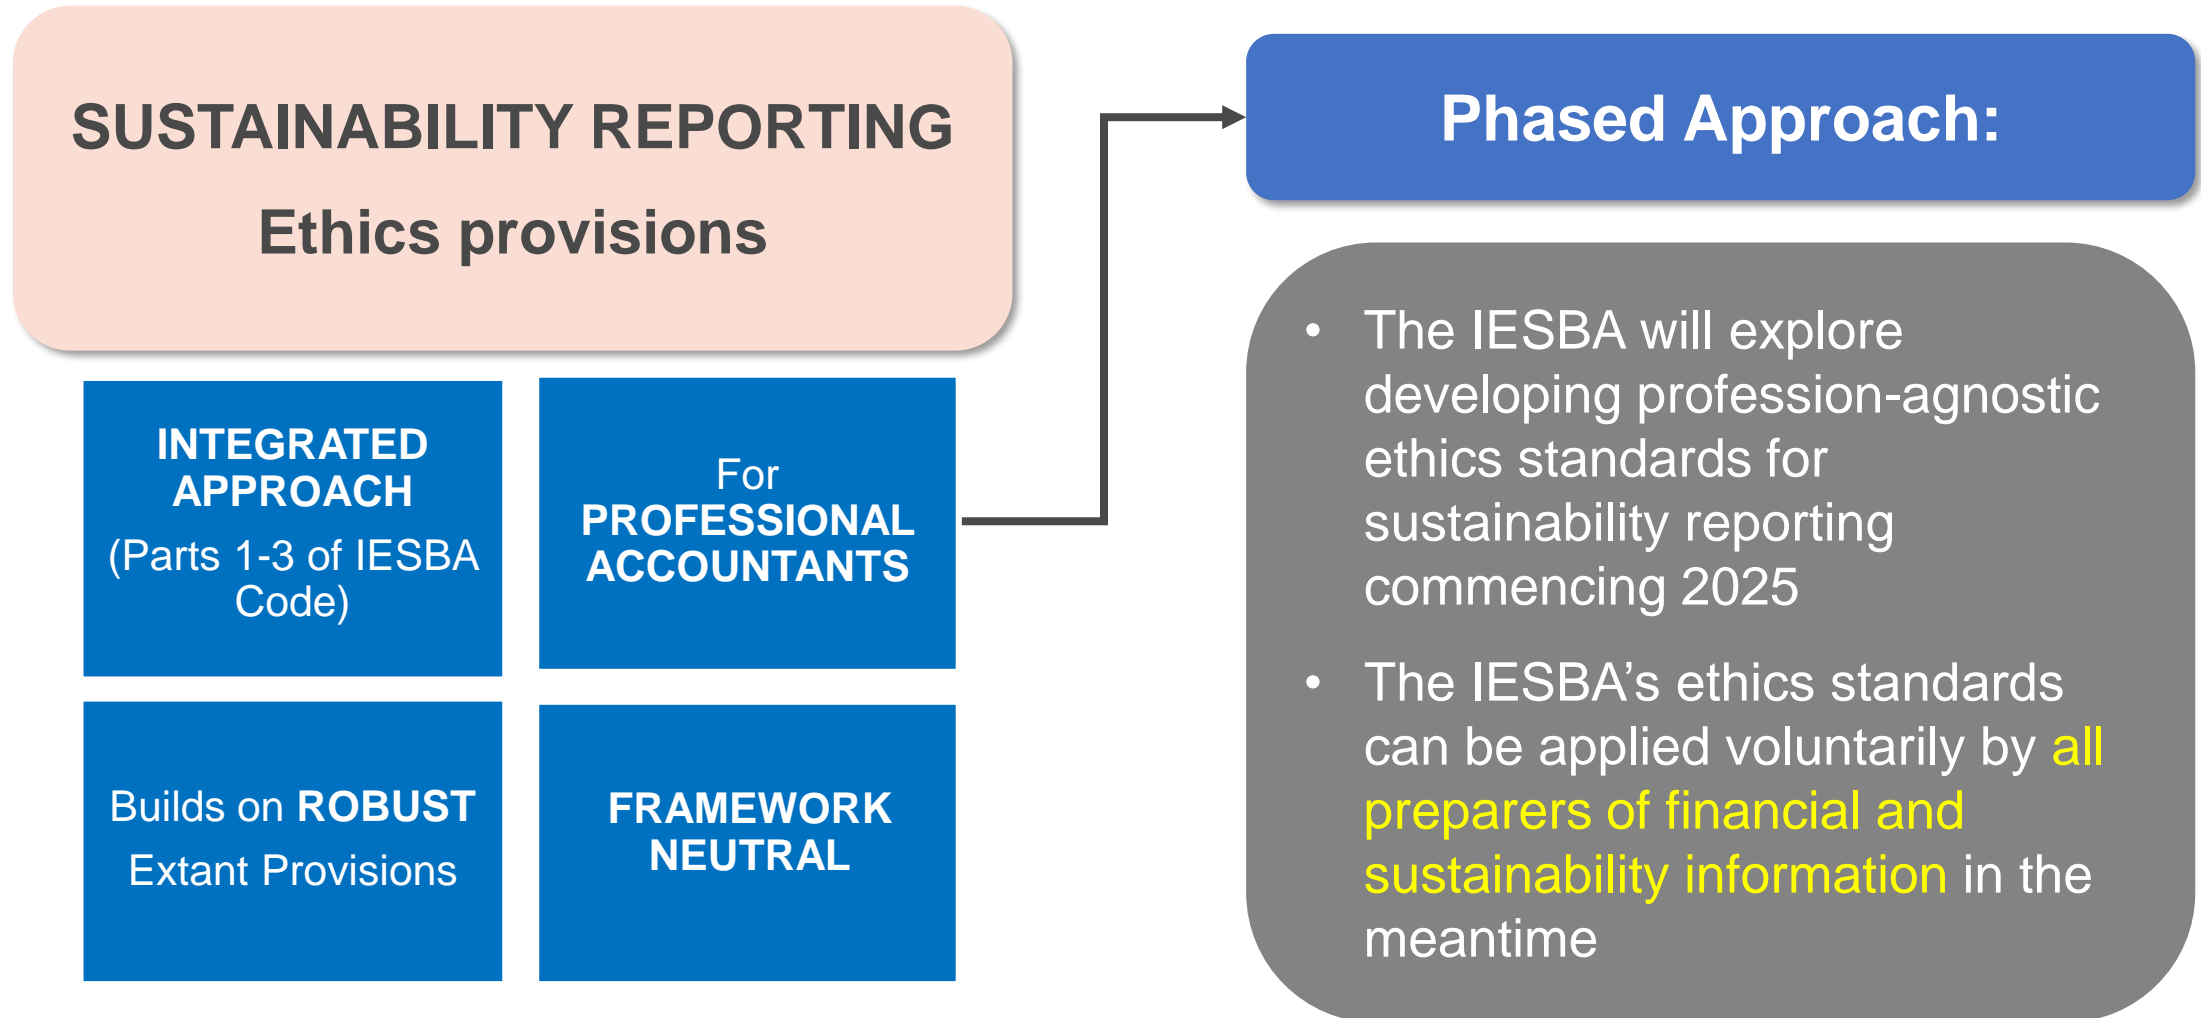 SUSTAINABILITY REPORTING
Ethics provisions
INTEGRATED
APPROACH
(Parts 1-3 of IESBA
Code)
For
PROFESSIONAL
ACCOUNTANTS
Builds on ROBUST
Extant Provisions
FRAMEWORK
NEUTRAL
Phased Approach:
• The IESBA will explore
developing profession-agnostic
ethics standards for
sustainability reporting
commencing 2025
• The IESBA’s ethics standards
can be applied voluntarily by all
preparers of financial and
sustainability information in the
meantime